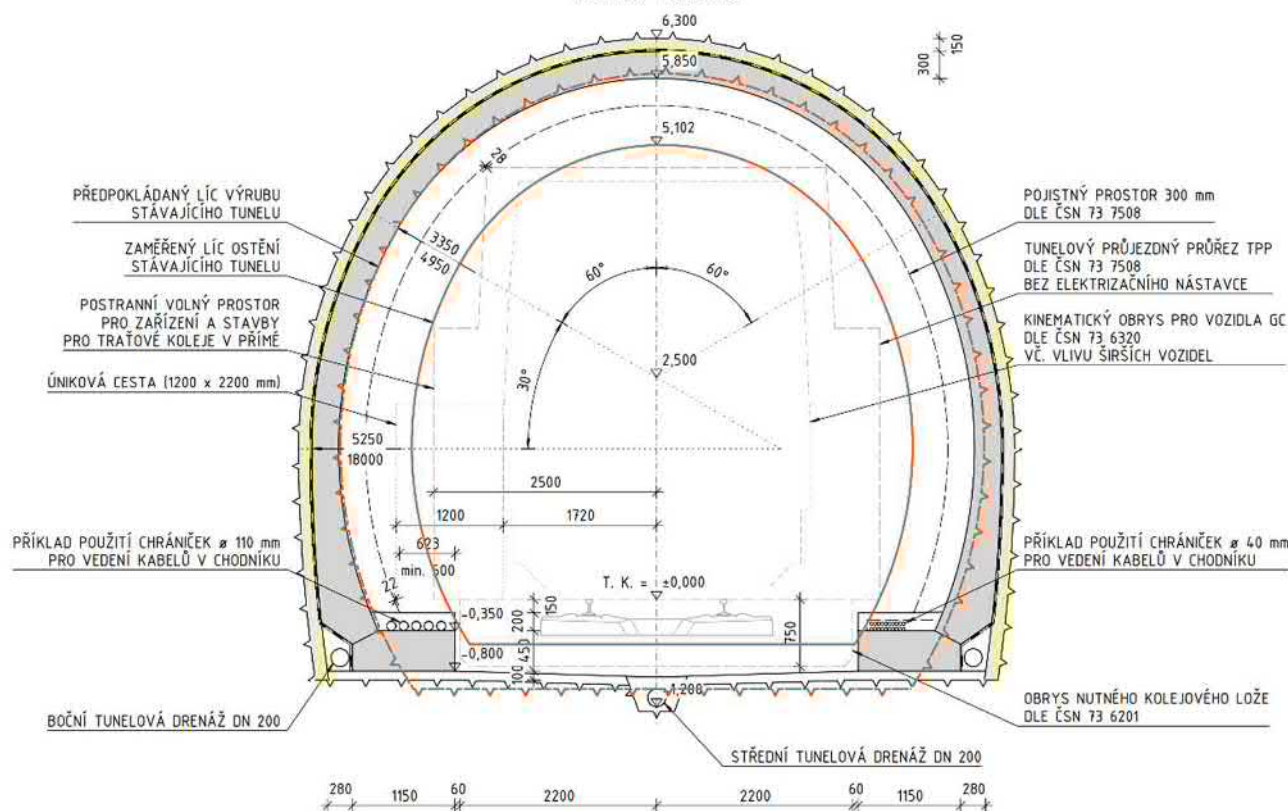 6,300
150
300
5,850
5,102
28
PŘEDPOKLÁDANÝ LÍC VÝRUBU
STÁVAJÍCÍHO TUNELU
ZAMĚŘENÝ LÍC OSTĚNÍ
STÁVAJÍCÍHO TUNELU
POSTRANNÍ VOLNÝ PROSTOR
PRO ZAŘÍZENÍ A STAVBY
PRO TRAŤOVÉ KOLEJE V PŘÍMÉ
ÚNIKOVÁ CESTA (1200 x 2200 mm)
3350
4950
60°
60°
30°
2,500
POJISTNÝ PROSTOR 300 mm
DLE ČSN 73 7508
TUNELOVÝ PRŮJEZDNÝ PRŮŘEZ TPP
DLE ČSN 73 7508
BEZ ELEKTRIZAČNÍHO NÁSTAVCE
KINEMATICKÝ OBRYS PRO VOZIDLA GC
DLE ČSN 73 6320
VČ. VLIVU ŠIRŠÍCH VOZIDEL
5250
18000
2500
1200
1720
623
min. 500
22
PŘÍKLAD POUŽITÍ CHRÁNIČEK ø 110 mm
PRO VEDENÍ KABELŮ V CHODNÍKU
T. K. = ±0,000
PŘÍKLAD POUŽITÍ CHRÁNIČEK ø 40 mm
PRO VEDENÍ KABELŮ V CHODNÍKU
-0,350
150
200
450
100
750
-0,800
BOČNÍ TUNELOVÁ DRENÁŽ DN 200
STŘEDNÍ TUNELOVÁ DRENÁŽ DN 200
OBRYS NUTNÉHO KOLEJOVÉHO LOŽE
DLE ČSN 73 6201
280 1150 60 2200 2200 60 1150 280